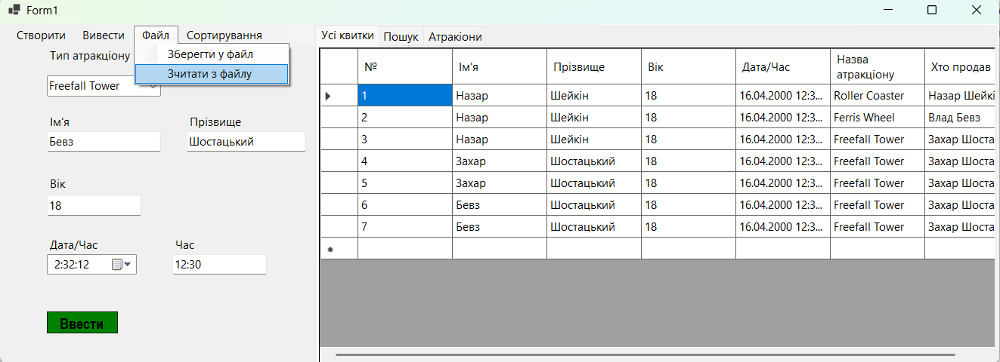 Form1
Створити Вивести Файл Сортирування
Зберегти у файл
Зчитати з файлу
Тип атракціону
Freefall Tower
Ім'я Прізвище
Бевз Шостацький
Вік
18
Дата/Час Час
2:32:12 12:30
Ввести
Усі квитки Пошук Атракіони
№ Ім'я Прізвище Вік Дата/Час Назва атракціону Хто продав
1 Назар Шейкін 18 16.04.2000 12:3... Roller Coaster Назар Шейкі
2 Назар Шейкін 18 16.04.2000 12:3... Ferris Wheel Влад Бевз
3 Назар Шейкін 18 16.04.2000 12:3... Freefall Tower Захар Шоста
4 Захар Шостацький 18 16.04.2000 12:3... Freefall Tower Захар Шоста
5 Захар Шостацький 18 16.04.2000 12:3... Freefall Tower Захар Шоста
6 Бевз Шостацький 18 16.04.2000 12:3... Freefall Tower Захар Шоста
7 Бевз Шостацький 18 16.04.2000 12:3... Freefall Tower Захар Шоста